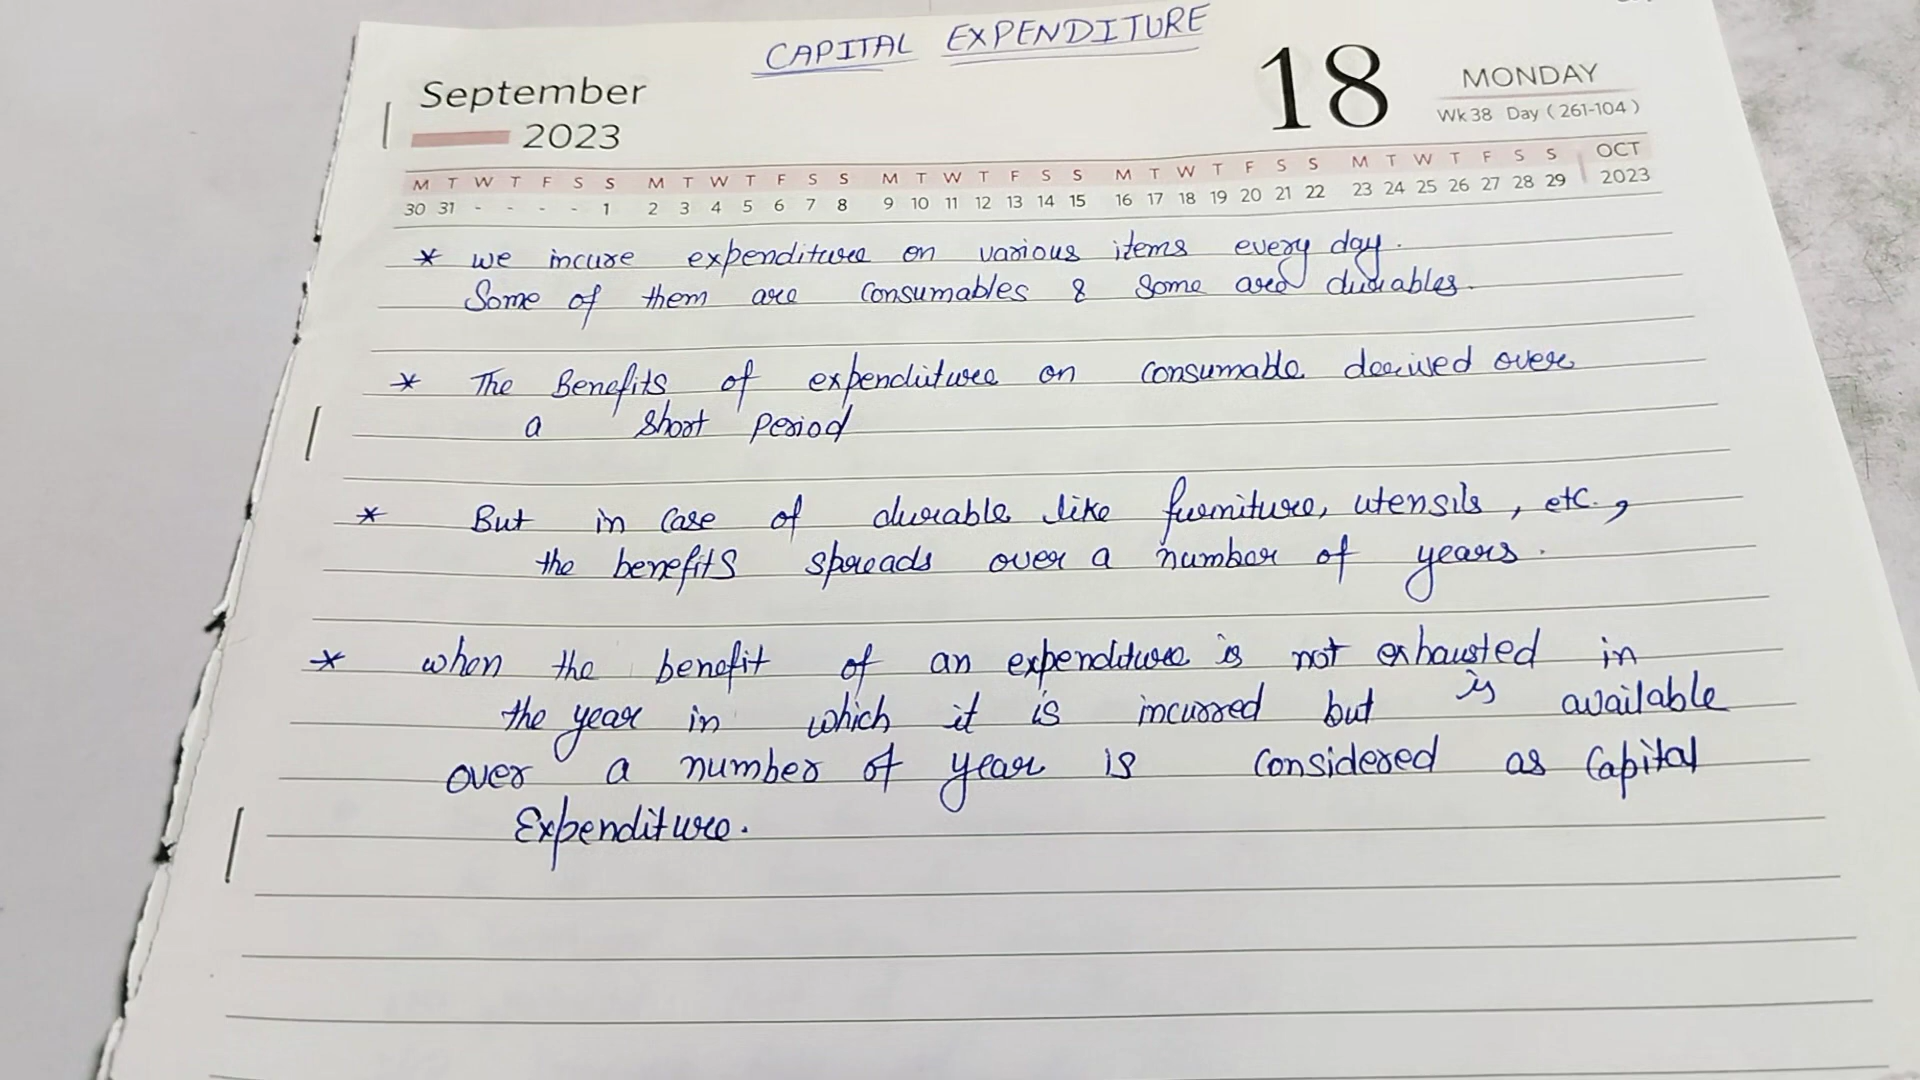 CAPITAL EXPENDITURE
September 18 MONDAY
2023 Wk 38 Day (261-104)
M T W T F S S M T W T F S S M T W T F S S M T W T F S S M T W T F S S OCT
30 31 - - - - 1 2 3 4 5 6 7 8 9 10 11 12 13 14 15 16 17 18 19 20 21 22 23 24 25 26 27 28 29 2023
* we incure expenditure on various items every day.
Some of them are Consumables & Some ared durables.
* The Benefits of expenditure on Consumable derived over
a Short Period
* But in Case of durable like furniture, utensils, etc.,
the benefits spreads over a number of years.
* when the benefit of an expenditure is not exhausted in
the year in which it is incurred but is available
over a number of year is Considered as Capital
Expenditure.